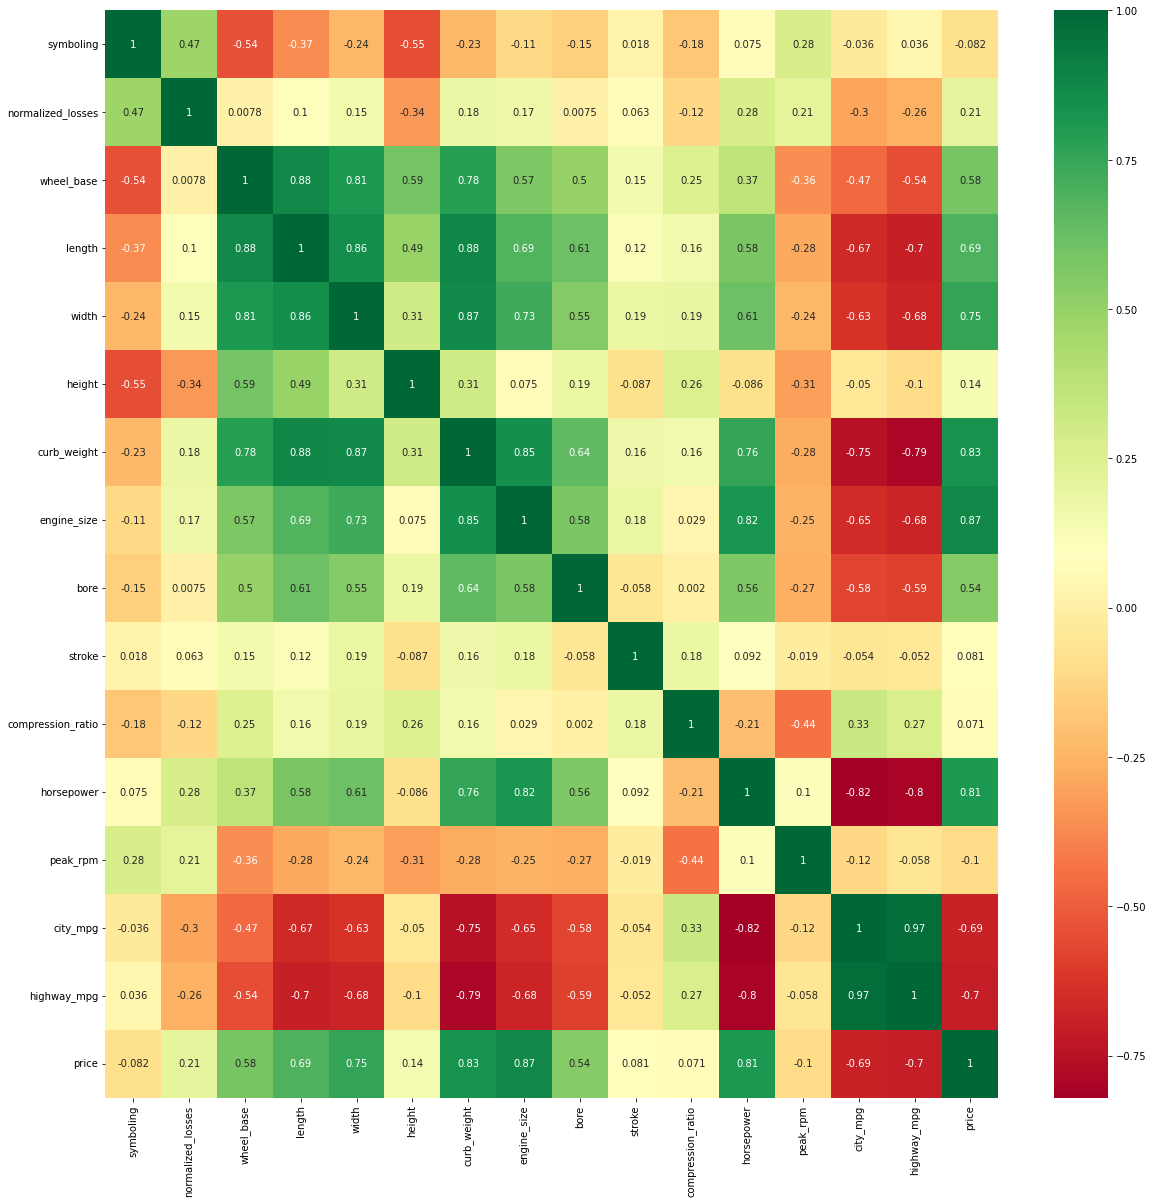 symboling 1 0.47 -0.54 -0.37 -0.24 -0.55 -0.23 -0.11 -0.15 0.018 -0.18 0.075 0.28 -0.036 0.036 -0.082
normalized_losses 0.47 1 0.0078 0.1 0.15 -0.34 0.18 0.17 0.0075 0.063 -0.12 0.28 0.21 -0.3 -0.26 0.21
wheel_base -0.54 0.0078 1 0.88 0.81 0.59 0.78 0.57 0.5 0.15 0.25 0.37 -0.36 -0.47 -0.54 0.58
length -0.37 0.1 0.88 1 0.86 0.49 0.88 0.69 0.61 0.12 0.16 0.58 -0.28 -0.67 -0.7 0.69
width -0.24 0.15 0.81 0.86 1 0.31 0.87 0.73 0.55 0.19 0.19 0.61 -0.24 -0.63 -0.68 0.75
height -0.55 -0.34 0.59 0.49 0.31 1 0.31 0.075 0.19 -0.087 0.26 -0.086 -0.31 -0.05 -0.1 0.14
curb_weight -0.23 0.18 0.78 0.88 0.87 0.31 1 0.85 0.64 0.16 0.16 0.76 -0.28 -0.75 -0.79 0.83
engine_size -0.11 0.17 0.57 0.69 0.73 0.075 0.85 1 0.58 0.18 0.029 0.82 -0.25 -0.65 -0.68 0.87
bore -0.15 0.0075 0.5 0.61 0.55 0.19 0.64 0.58 1 -0.058 0.002 0.56 -0.27 -0.58 -0.59 0.54
stroke 0.018 0.063 0.15 0.12 0.19 -0.087 0.16 0.18 -0.058 1 0.18 0.092 -0.019 -0.054 -0.052 0.081
compression_ratio -0.18 -0.12 0.25 0.16 0.19 0.26 0.16 0.029 0.002 0.18 1 -0.21 -0.44 0.33 0.27 0.071
horsepower 0.075 0.28 0.37 0.58 0.61 -0.086 0.76 0.82 0.56 0.092 -0.21 1 0.1 -0.82 -0.8 0.81
peak_rpm 0.28 0.21 -0.36 -0.28 -0.24 -0.31 -0.28 -0.25 -0.27 -0.019 -0.44 0.1 1 -0.12 -0.058 -0.1
city_mpg -0.036 -0.3 -0.47 -0.67 -0.63 -0.05 -0.75 -0.65 -0.58 -0.054 0.33 -0.82 -0.12 1 0.97 -0.69
highway_mpg 0.036 -0.26 -0.54 -0.7 -0.68 -0.1 -0.79 -0.68 -0.59 -0.052 0.27 -0.8 -0.058 0.97 1 -0.7
price -0.082 0.21 0.58 0.69 0.75 0.14 0.83 0.87 0.54 0.081 0.071 0.81 -0.1 -0.69 -0.7 1
symboling
normalized_losses
wheel_base
length
width
height
curb_weight
engine_size
bore
stroke
compression_ratio
horsepower
peak_rpm
city_mpg
highway_mpg
price
1.00
0.75
0.50
0.25
0.00
−0.25
−0.50
−0.75